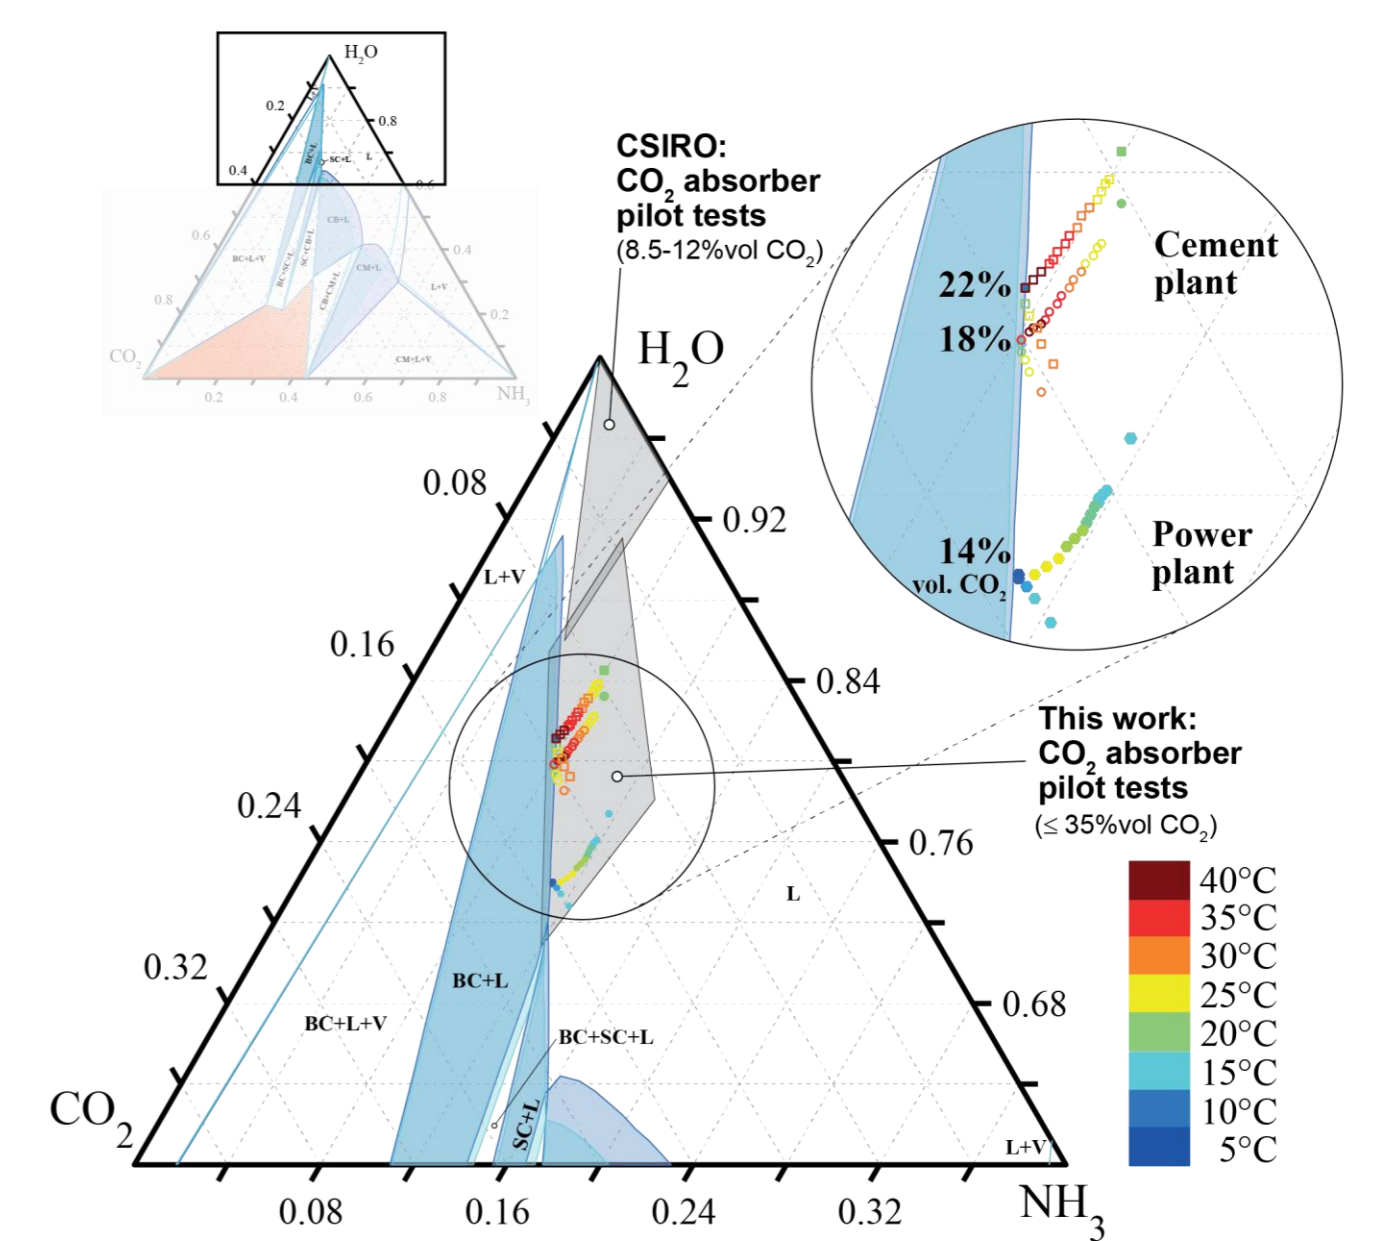 H₂O
0.2
0.4
0.6
0.8
CO₂
0.8
0.6
0.4
0.2
NH₃
0.2
0.4
0.6
0.8
L+V
BC+L
SC+L
L
CB+L
BC+L+V
BC+SC+L
SC+CB+L
CB+CM+L
CM+L
L+V
CM+L+V
CSIRO:
CO₂ absorber
pilot tests
(8.5-12%vol CO₂)
22%
18%
14%
vol. CO₂
Cement
plant
Power
plant
H₂O
0.08
0.16
0.24
0.32
CO₂
0.92
0.84
0.76
0.68
NH₃
0.08
0.16
0.24
0.32
L+V
BC+L
BC+L+V
BC+SC+L
SC+L
L
L+V
This work:
CO₂ absorber
pilot tests
(≤ 35%vol CO₂)
40°C
35°C
30°C
25°C
20°C
15°C
10°C
5°C